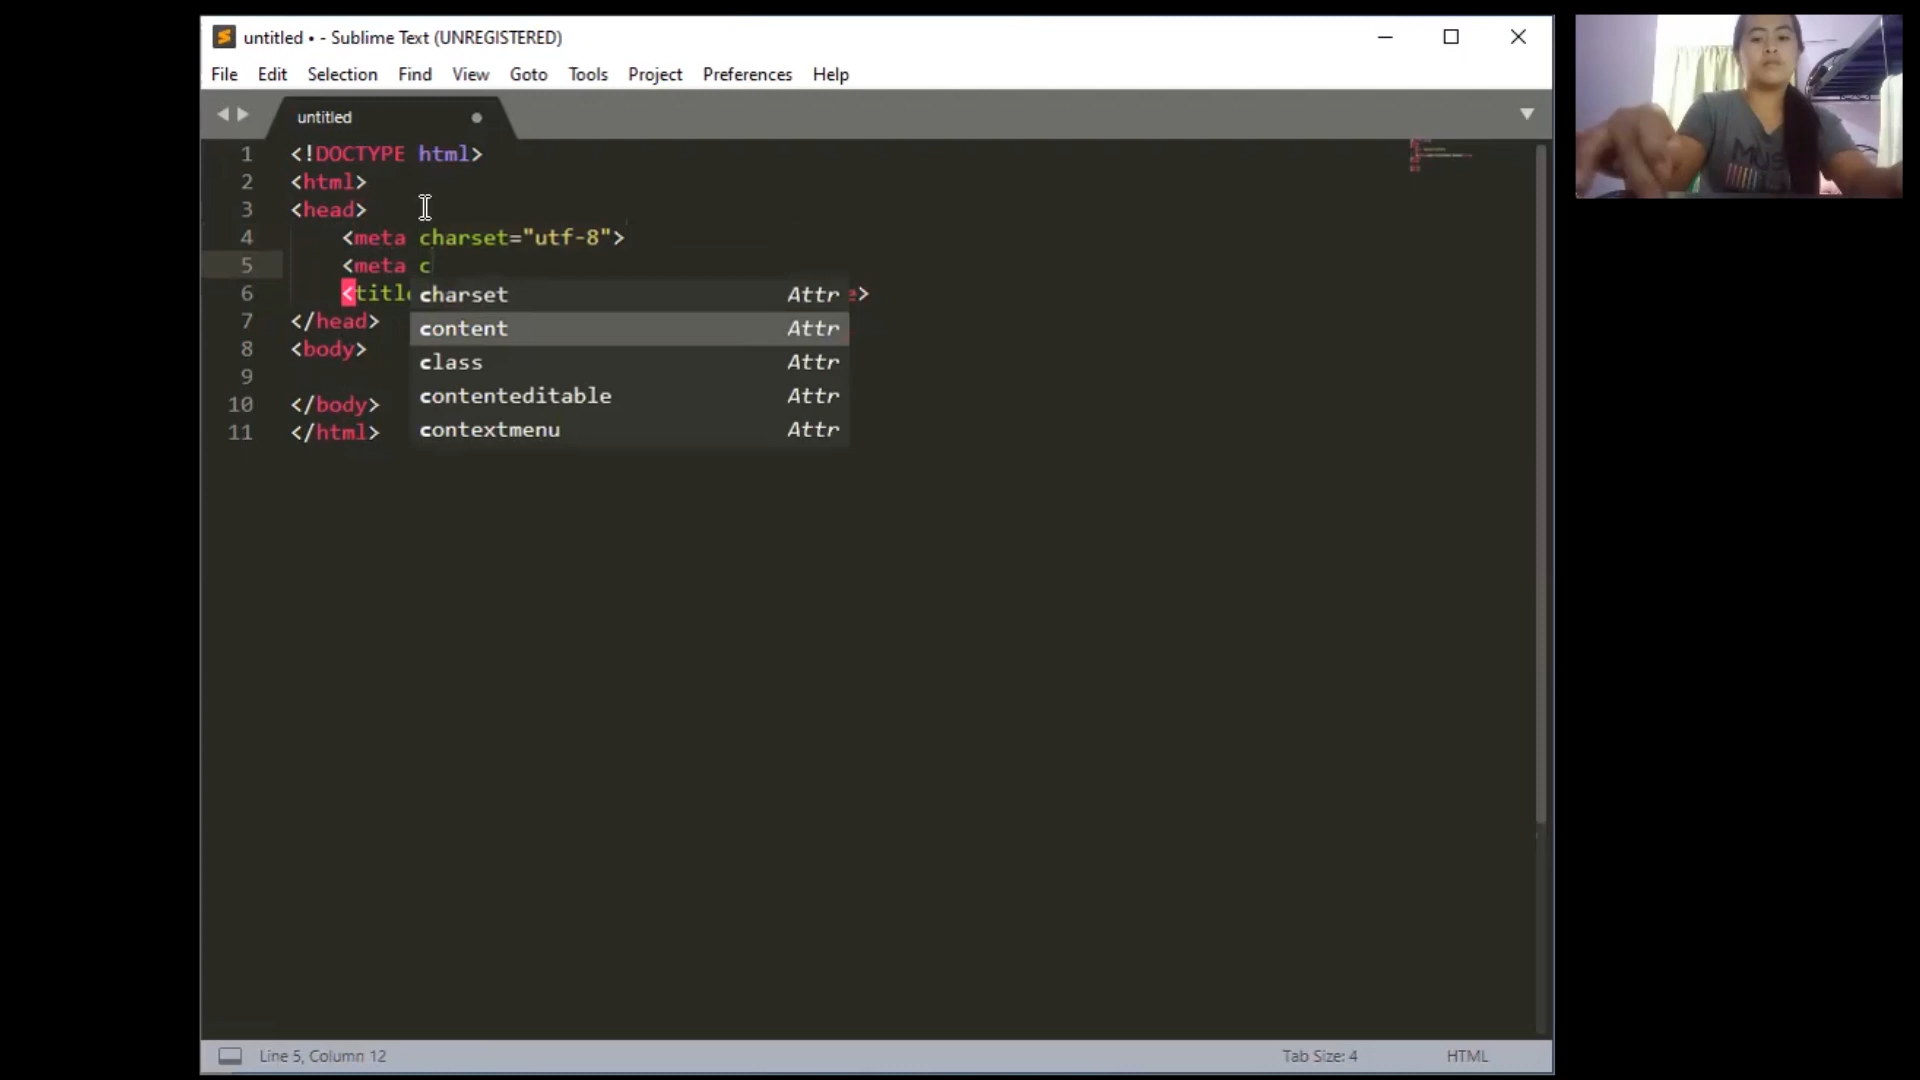 untitled • - Sublime Text (UNREGISTERED)
File Edit Selection Find View Goto Tools Project Preferences Help
untitled
1 <!DOCTYPE html>
2 <html>
3 <head>
4 <meta charset="utf-8">
5 <meta c
6 <titl >
charset Attr
7 </head>
content Attr
8 <body>
class Attr
9
contenteditable Attr
10 </body>
contextmenu Attr
11 </html>
Line 5, Column 12 Tab Size: 4 HTML